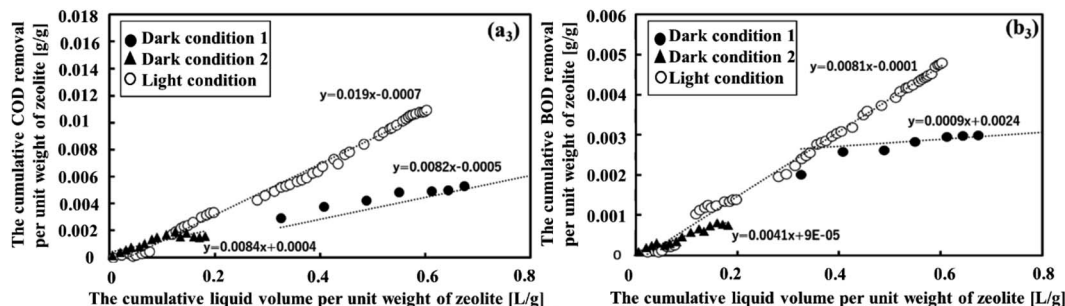 The cumulative COD removal
per unit weight of zeolite [g/g]
0.018
0.016
0.014
0.012
0.010
0.008
0.006
0.004
0.002
0.000
0
0.2
0.4
0.6
0.8
(a3)
Dark condition 1
Dark condition 2
Light condition
y=0.019x-0.0007
y=0.0082x-0.0005
y=0.0084x+0.0004
The cumulative liquid volume per unit weight of zeolite [L/g]
The cumulative BOD removal
per unit weight of zeolite [g/g]
0.006
0.005
0.004
0.003
0.002
0.001
0
0
0.2
0.4
0.6
0.8
(b3)
Dark condition 1
Dark condition 2
Light condition
y=0.0081x-0.0001
y=0.0009x+0.0024
y=0.0041x+9E-05
The cumulative liquid volume per unit weight of zeolite [L/g]